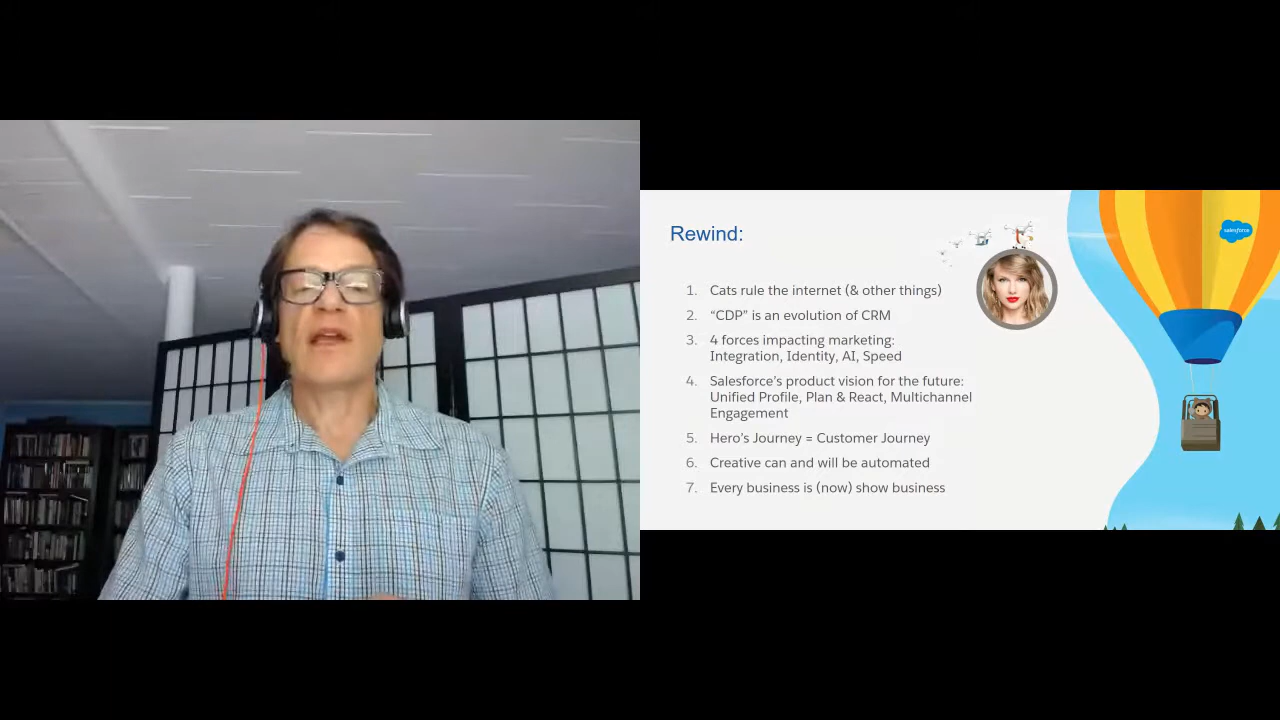 Rewind:
salesforce
1. Cats rule the internet (& other things)
2. “CDP” is an evolution of CRM
3. 4 forces impacting marketing:
Integration, Identity, AI, Speed
4. Salesforce’s product vision for the future:
Unified Profile, Plan & React, Multichannel
Engagement
5. Hero’s Journey = Customer Journey
6. Creative can and will be automated
7. Every business is (now) show business